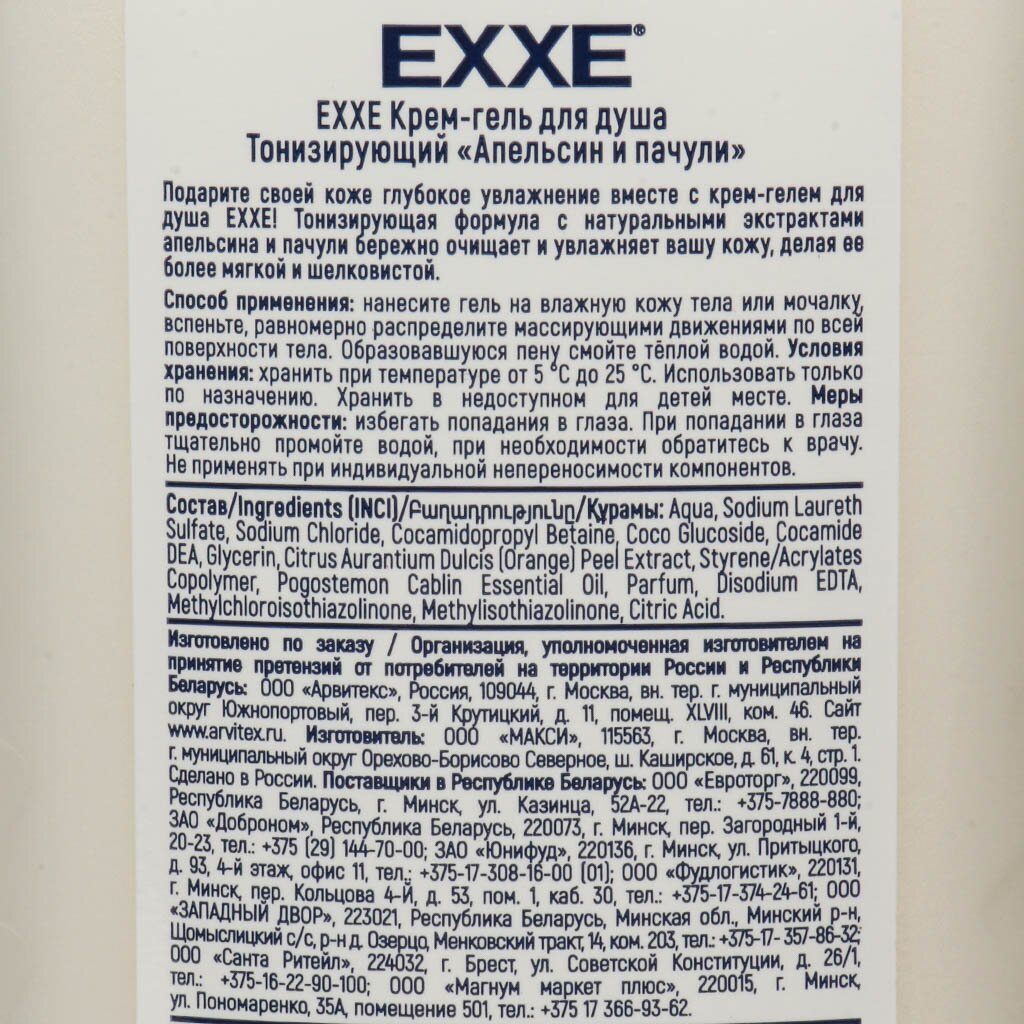 EXXE®
EXXE Крем-гель для душа
Тонизирующий «Апельсин и пачули»
Подарите своей коже глубокое увлажнение вместе с крем-гелем для
душа EXXE! Тонизирующая формула с натуральными экстрактами
апельсина и пачули бережно очищает и увлажняет вашу кожу, делая ее
более мягкой и шелковистой.
Способ применения: нанесите гель на влажную кожу тела или мочалку,
вспеньте, равномерно распределите массирующими движениями по всей
поверхности тела. Образовавшуюся пену смойте тёплой водой. Условия
хранения: хранить при температуре от 5 °C до 25 °C. Использовать только
по назначению. Хранить в недоступном для детей месте. Меры
предосторожности: избегать попадания в глаза. При попадании в глаза
тщательно промойте водой, при необходимости обратитесь к врачу.
Не применять при индивидуальной непереносимости компонентов.
Состав/Ingredients (INCI)/Բաղադրությունը/Құрамы: Aqua, Sodium Laureth
Sulfate, Sodium Chloride, Cocamidopropyl Betaine, Coco Glucoside, Cocamide
DEA, Glycerin, Citrus Aurantium Dulcis (Orange) Peel Extract, Styrene/Acrylates
Copolymer, Pogostemon Cablin Essential Oil, Parfum, Disodium EDTA,
Methylchloroisothiazolinone, Methylisothiazolinone, Citric Acid.
Изготовлено по заказу / Организация, уполномоченная изготовителем на
принятие претензий от потребителей на территории России и Республики
Беларусь: ООО «Арвитекс», Россия, 109044, г. Москва, вн. тер. г. муниципальный
округ Южнопортовый, пер. 3-й Крутицкий, д. 11, помещ. XLVIII, ком. 46. Сайт
www.arvitex.ru. Изготовитель: ООО «МАКСИ», 115563, г. Москва, вн. тер.
г. муниципальный округ Орехово-Борисово Северное, ш. Каширское, д. 61, к. 4, стр. 1.
Сделано в России. Поставщики в Республике Беларусь: ООО «Евроторг», 220099,
Республика Беларусь, г. Минск, ул. Казинца, 52А-22, тел.: +375-7888-880;
ЗАО «Доброном», Республика Беларусь, 220073, г. Минск, пер. Загородный 1-й,
20-23, тел.: +375 (29) 144-70-00; ЗАО «Юнифуд», 220136, г. Минск, ул. Притыцкого,
д. 93, 4-й этаж, офис 11, тел.: +375-17-308-16-00 (01); ООО «Фудлогистик», 220131,
г. Минск, пер. Кольцова 4-й, д. 53, пом. 1, каб. 30, тел.: +375-17-374-24-61; ООО
«ЗАПАДНЫЙ ДВОР», 223021, Республика Беларусь, Минская обл., Минский р-н,
Щомыслицкий с/с, р-н д. Озерцо, Менковский тракт, 14, ком. 203, тел.: +375-17- 357-86-32;
ООО «Санта Ритейл», 224032, г. Брест, ул. Советской Конституции, д. 26/1,
тел.: +375-16-22-90-100; ООО «Магнум маркет плюс», 220015, г. Минск,
ул. Пономаренко, 35А, помещение 501, тел.: +375 17 366-93-62.